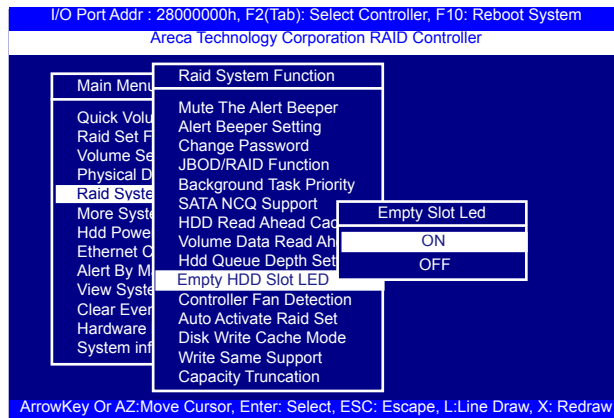 I/O Port Addr : 28000000h, F2(Tab): Select Controller, F10: Reboot System
Areca Technology Corporation RAID Controller
Main Menu
Quick Volu
Raid Set F
Volume Se
Physical D
Raid Syste
More Syste
Hdd Powe
Ethernet C
Alert By M
View Syste
Clear Even
Hardware
System inf
Raid System Function
Mute The Alert Beeper
Alert Beeper Setting
Change Password
JBOD/RAID Function
Background Task Priority
SATA NCQ Support
HDD Read Ahead Cac
Volume Data Read Ah
Hdd Queue Depth Set
Empty HDD Slot LED
Controller Fan Detection
Auto Activate Raid Set
Disk Write Cache Mode
Write Same Support
Capacity Truncation
Empty Slot Led
ON
OFF
ArrowKey Or AZ:Move Cursor, Enter: Select, ESC: Escape, L:Line Draw, X: Redraw